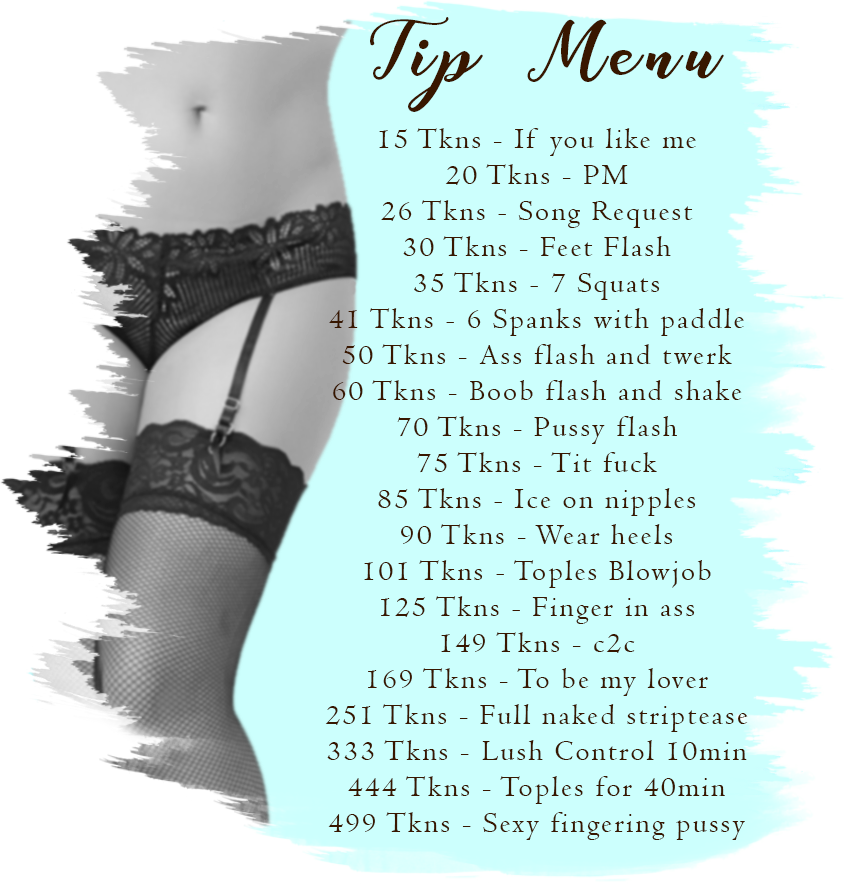 Tip Menu
15 Tkns - If you like me
20 Tkns - PM
26 Tkns - Song Request
30 Tkns - Feet Flash
35 Tkns - 7 Squats
41 Tkns - 6 Spanks with paddle
50 Tkns - Ass flash and twerk
60 Tkns - Boob flash and shake
70 Tkns - Pussy flash
75 Tkns - Tit fuck
85 Tkns - Ice on nipples
90 Tkns - Wear heels
101 Tkns - Toples Blowjob
125 Tkns - Finger in ass
149 Tkns - c2c
169 Tkns - To be my lover
251 Tkns - Full naked striptease
333 Tkns - Lush Control 10min
444 Tkns - Toples for 40min
499 Tkns - Sexy fingering pussy